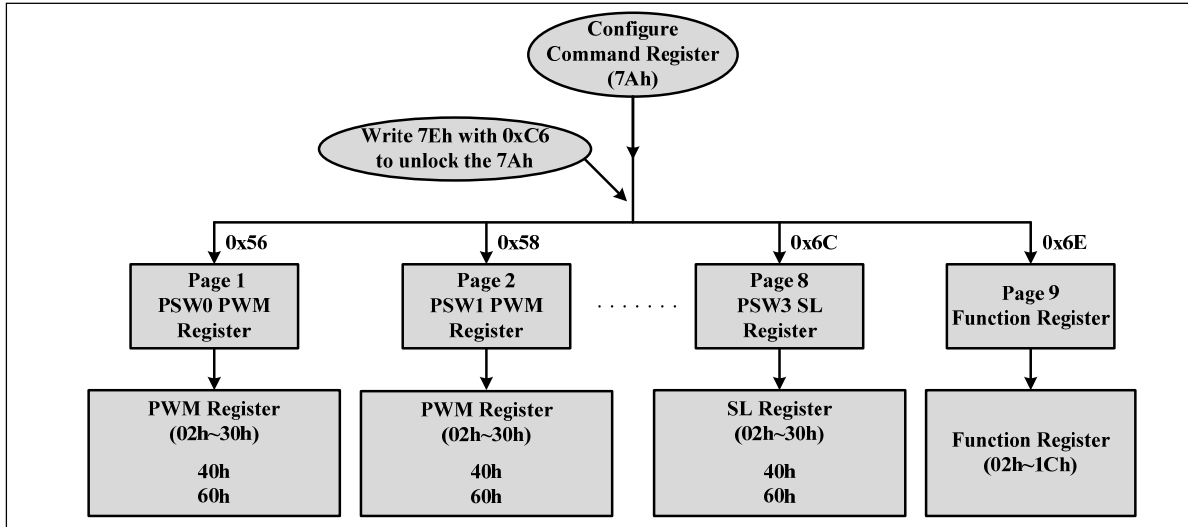 Configure
Command Register
(7Ah)
Write 7Eh with 0xC6
to unlock the 7Ah
0x56
0x58
0x6C
0x6E
Page 1
PSW0 PWM
Register
Page 2
PSW1 PWM
Register
. . . . . . .
Page 8
PSW3 SL
Register
Page 9
Function Register
PWM Register
(02h~30h)
40h
60h
PWM Register
(02h~30h)
40h
60h
SL Register
(02h~30h)
40h
60h
Function Register
(02h~1Ch)